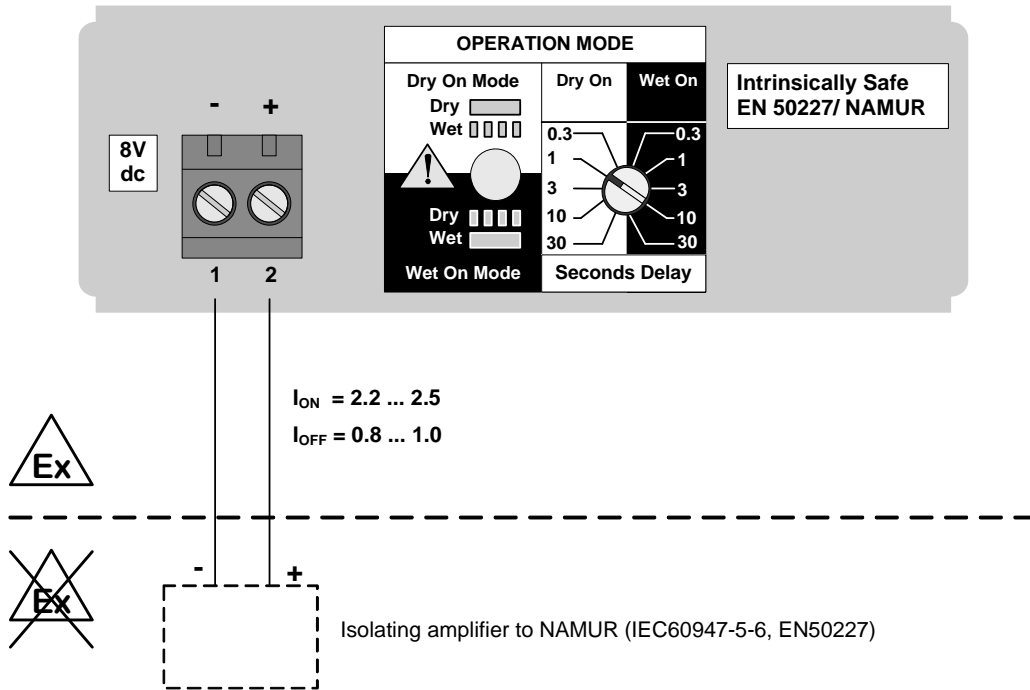 OPERATION MODE
Dry On Mode
Dry
Wet
Dry
Wet
Wet On Mode
Dry On
Wet On
0.3
1
3
10
30
0.3
1
3
10
30
Seconds Delay
Intrinsically Safe
EN 50227/ NAMUR
- +
8V
dc
1 2
I_ON = 2.2 ... 2.5
I_OFF = 0.8 ... 1.0
Ex
Ex
- +
Isolating amplifier to NAMUR (IEC60947-5-6, EN50227)